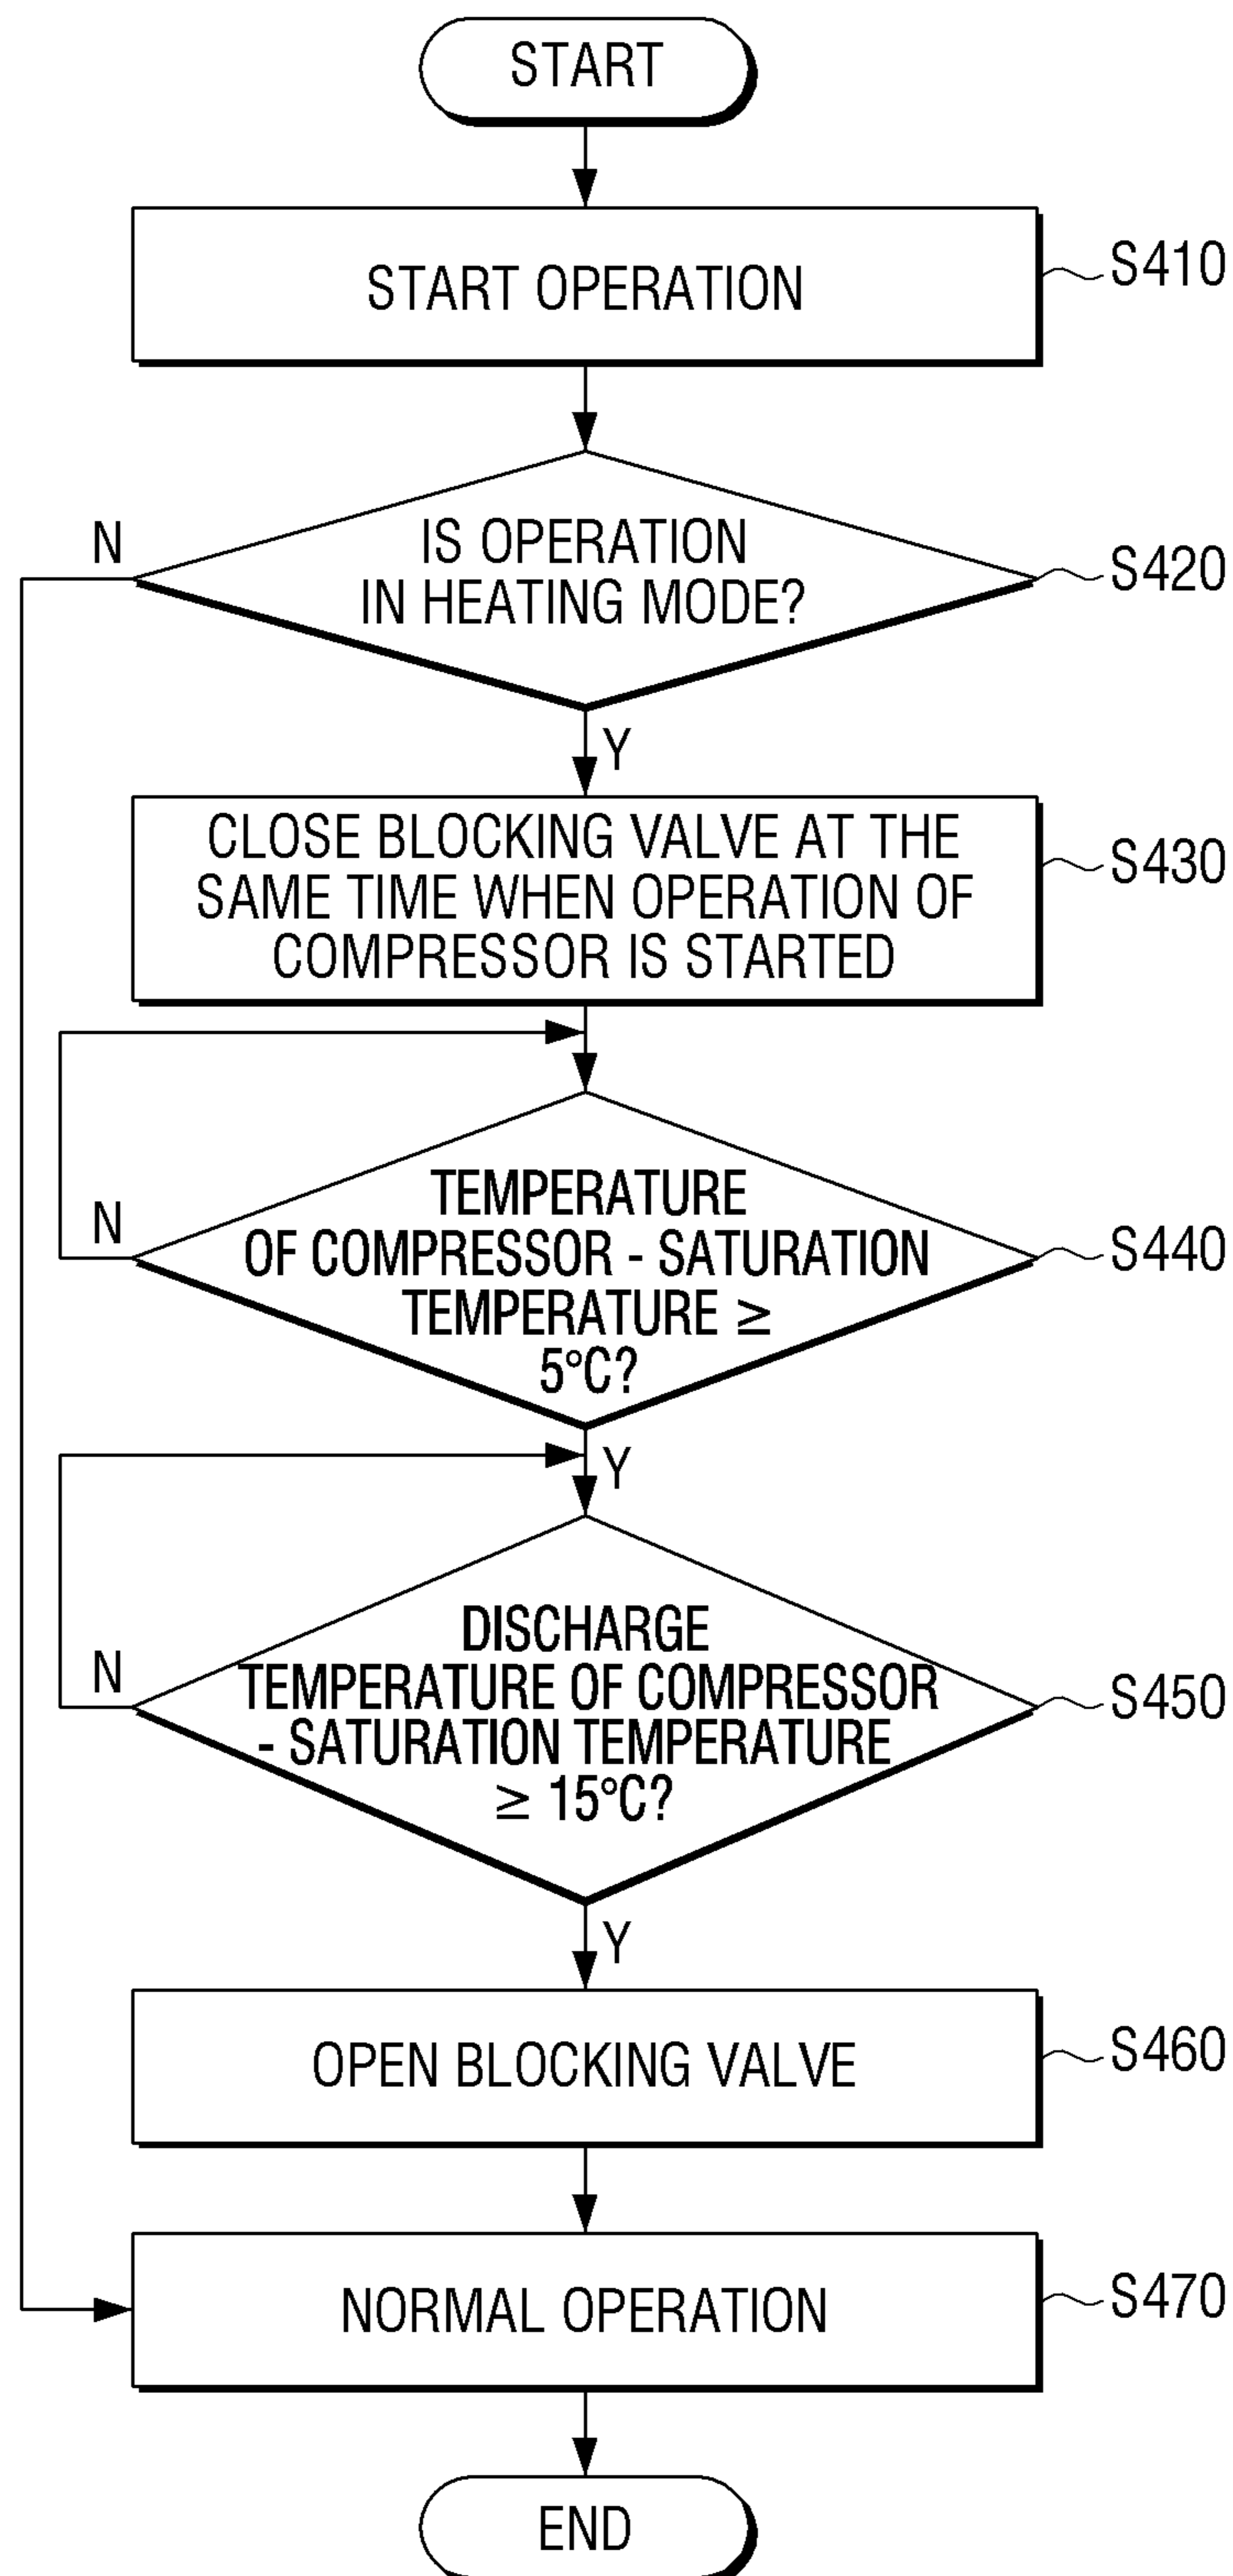 START
START OPERATION
S410
N
IS OPERATION
IN HEATING MODE?
S420
Y
CLOSE BLOCKING VALVE AT THE
SAME TIME WHEN OPERATION OF
COMPRESSOR IS STARTED
S430
N
TEMPERATURE
OF COMPRESSOR - SATURATION
TEMPERATURE ≥
5°C?
S440
Y
N
DISCHARGE
TEMPERATURE OF COMPRESSOR
- SATURATION TEMPERATURE
≥ 15°C?
S450
Y
OPEN BLOCKING VALVE
S460
NORMAL OPERATION
S470
END